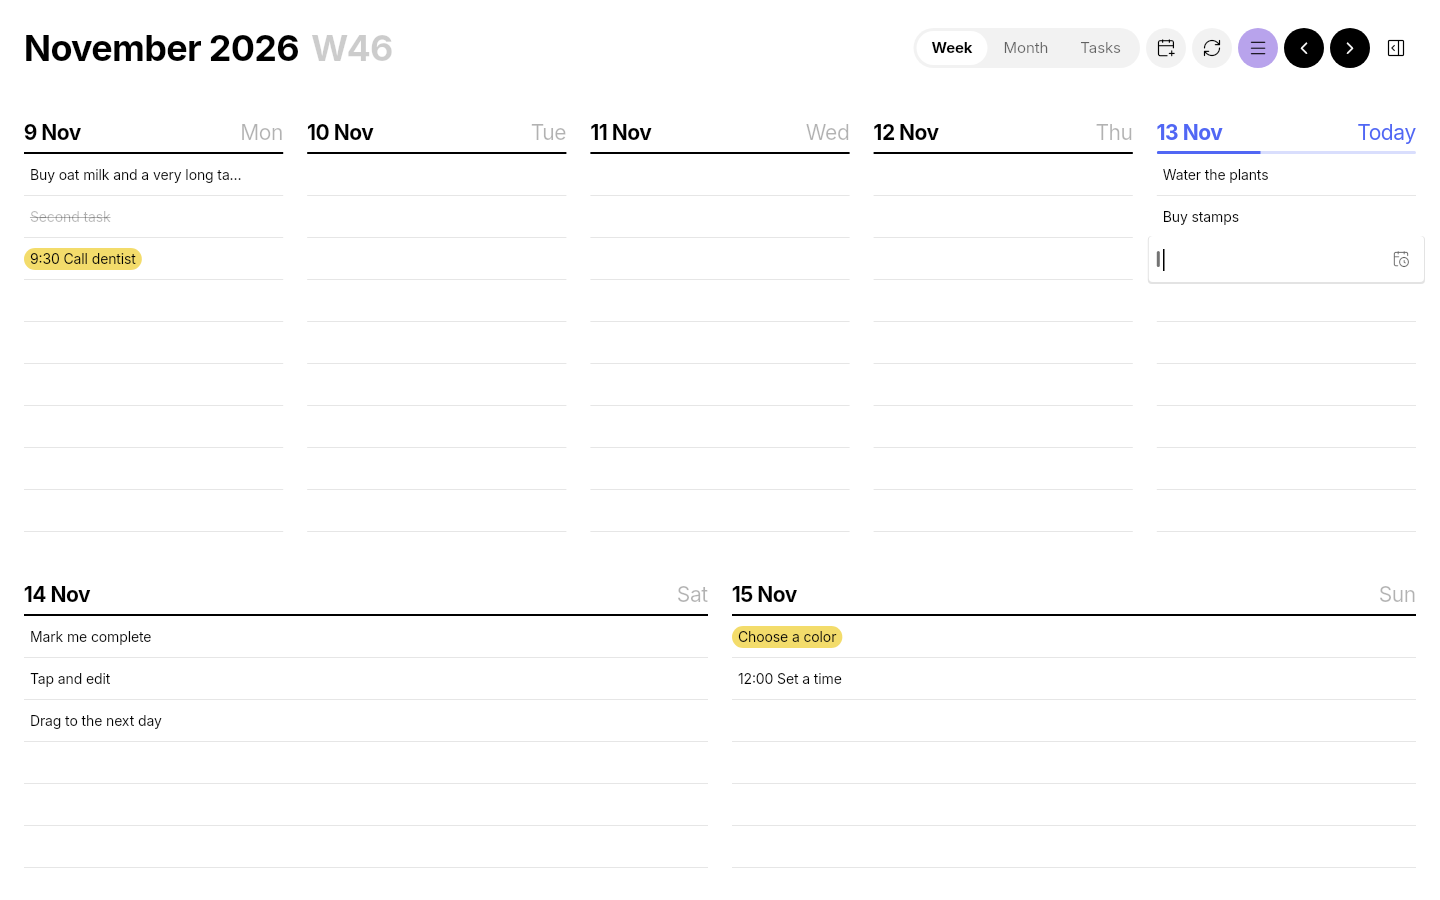 November 2026 W46
Week Month Tasks
9 Nov Mon
Buy oat milk and a very long ta...
Second task
9:30 Call dentist
10 Nov Tue
11 Nov Wed
12 Nov Thu
13 Nov Today
Water the plants
Buy stamps
14 Nov Sat
Mark me complete
Tap and edit
Drag to the next day
15 Nov Sun
Choose a color
12:00 Set a time